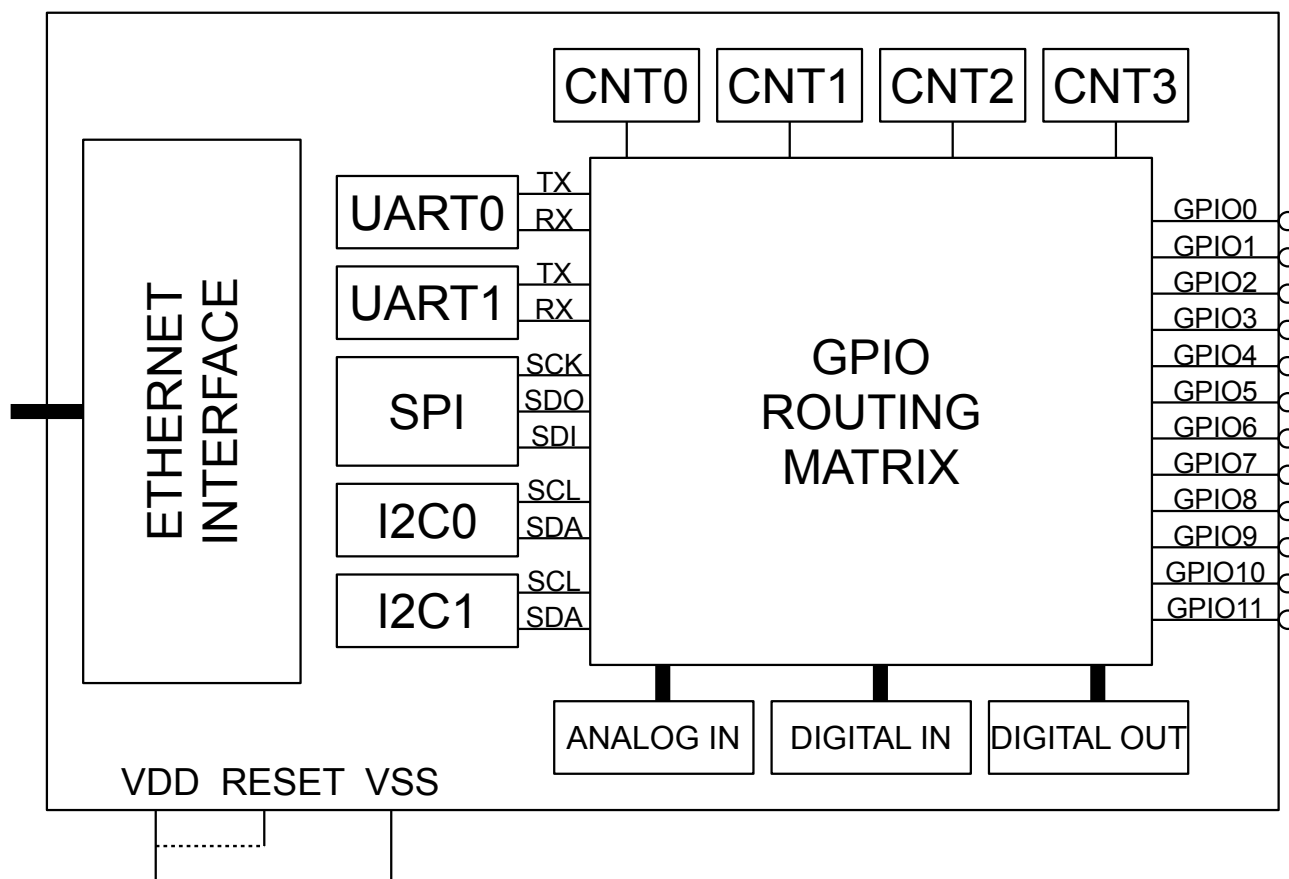 CNT0
CNT1
CNT2
CNT3
ETHERNET
INTERFACE
UART0
TX
RX
UART1
TX
RX
SPI
SCK
SDO
SDI
I2C0
SCL
SDA
I2C1
SCL
SDA
GPIO
ROUTING
MATRIX
GPIO0
GPIO1
GPIO2
GPIO3
GPIO4
GPIO5
GPIO6
GPIO7
GPIO8
GPIO9
GPIO10
GPIO11
ANALOG IN
DIGITAL IN
DIGITAL OUT
VDD
RESET
VSS